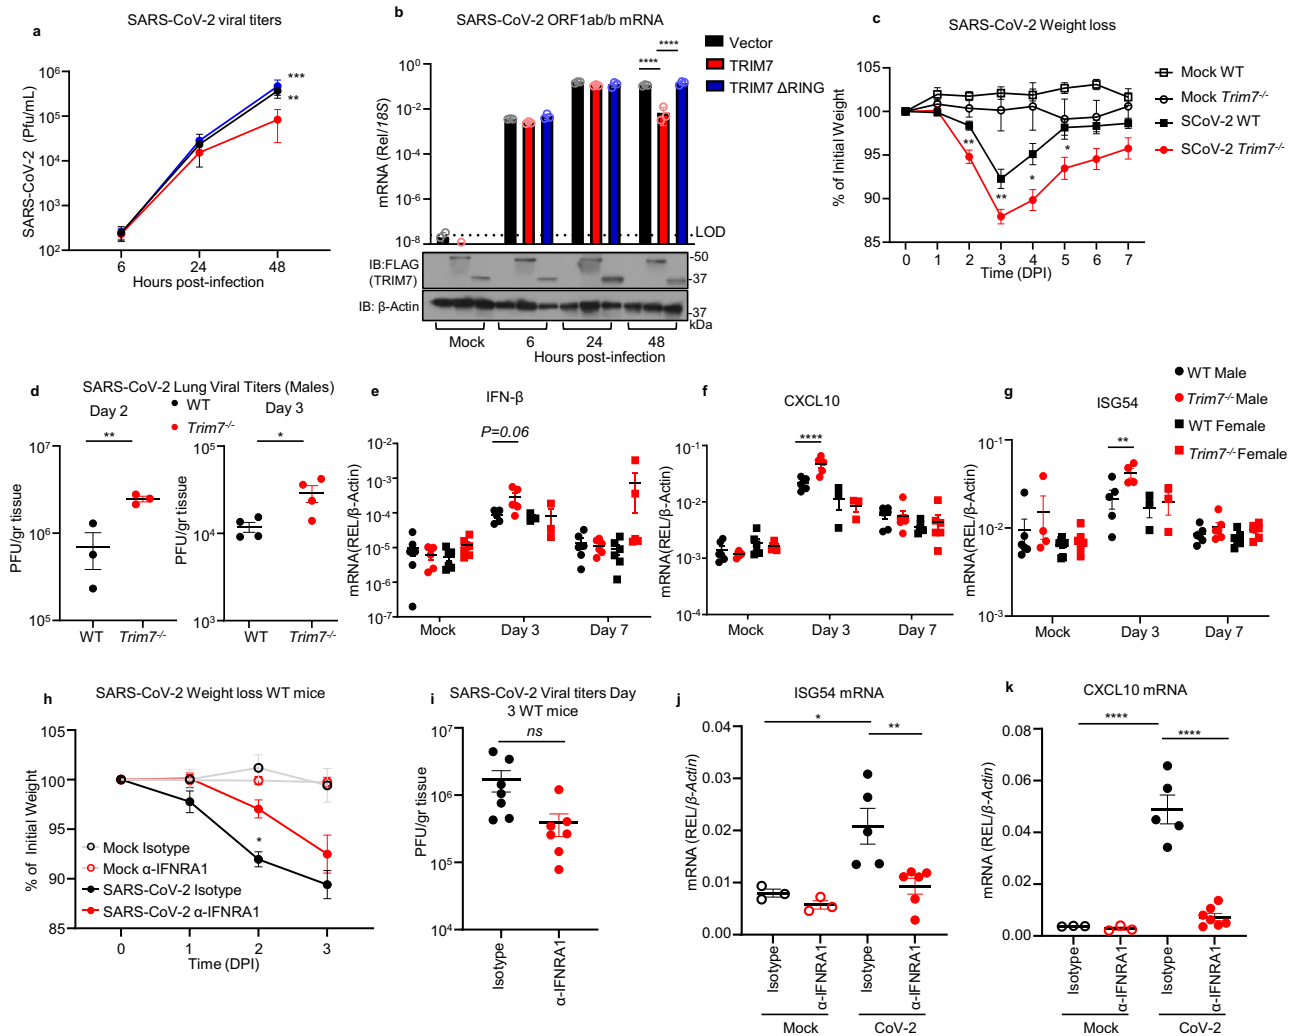 a
SARS-CoV-2 viral titers
SARS-CoV-2 (Pfu/mL)
10⁶
10⁵
10⁴
10³
10²
***
**
6
24
48
Hours post-infection
b
SARS-CoV-2 ORF1ab/b mRNA
mRNA (Rel/18S)
10⁰
10⁻²
10⁻⁴
10⁻⁶
10⁻⁸
****
****
Vector
TRIM7
TRIM7 ΔRING
LOD
IB:FLAG
(TRIM7)
-50
-37
IB: β-Actin
-37
kDa
Mock
6
24
48
Hours post-infection
c
SARS-CoV-2 Weight loss
% of Initial Weight
105
100
95
90
85
**
**
*
*
0
1
2
3
4
5
6
7
Time (DPI)
Mock WT
Mock Trim7-/-
SCoV-2 WT
SCoV-2 Trim7-/-
d
SARS-CoV-2 Lung Viral Titers (Males)
Day 2
WT
Trim7-/-
Day 3
PFU/gr tissue
10⁷
10⁶
10⁵
**
WT
Trim7-/-
PFU/gr tissue
10⁵
10⁴
10³
*
WT
Trim7-/-
e
IFN-β
mRNA(REL/β-Actin)
10⁻²
10⁻³
10⁻⁴
10⁻⁵
10⁻⁶
10⁻⁷
P=0.06
Mock
Day 3
Day 7
f
CXCL10
mRNA(REL/β-Actin)
10⁻¹
10⁻²
10⁻³
10⁻⁴
****
Mock
Day 3
Day 7
g
ISG54
mRNA(REL/β-Actin)
10⁻¹
10⁻²
10⁻³
**
Mock
Day 3
Day 7
WT Male
Trim7-/- Male
WT Female
Trim7-/- Female
h
SARS-CoV-2 Weight loss WT mice
% of Initial Weight
105
100
95
90
85
*
Mock Isotype
Mock α-IFNRA1
SARS-CoV-2 Isotype
SARS-CoV-2 α-IFNRA1
0
1
2
3
Time (DPI)
i
SARS-CoV-2 Viral titers Day
3 WT mice
PFU/gr tissue
10⁷
10⁶
10⁵
10⁴
ns
Isotype
α-IFNRA1
j
ISG54 mRNA
mRNA (REL/β-Actin)
0.04
0.03
0.02
0.01
0.00
*
**
Isotype
α-IFNRA1
Isotype
α-IFNRA1
Mock
CoV-2
k
CXCL10 mRNA
mRNA (REL/β-Actin)
0.08
0.06
0.04
0.02
0.00
****
****
Isotype
α-IFNRA1
Isotype
α-IFNRA1
Mock
CoV-2